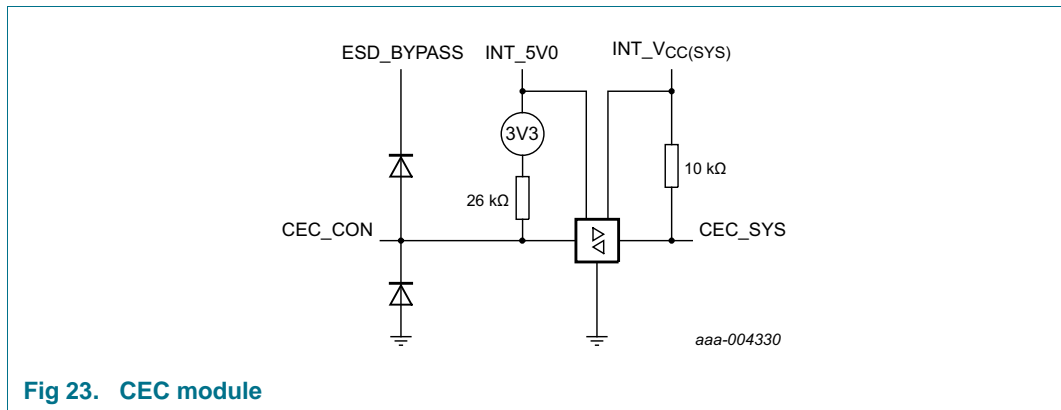 ESD_BYPASS INT_5V0 INT_VCC(SYS)
3V3
10 kΩ
26 kΩ
CEC_CON CEC_SYS
aaa-004330
Fig 23. CEC module